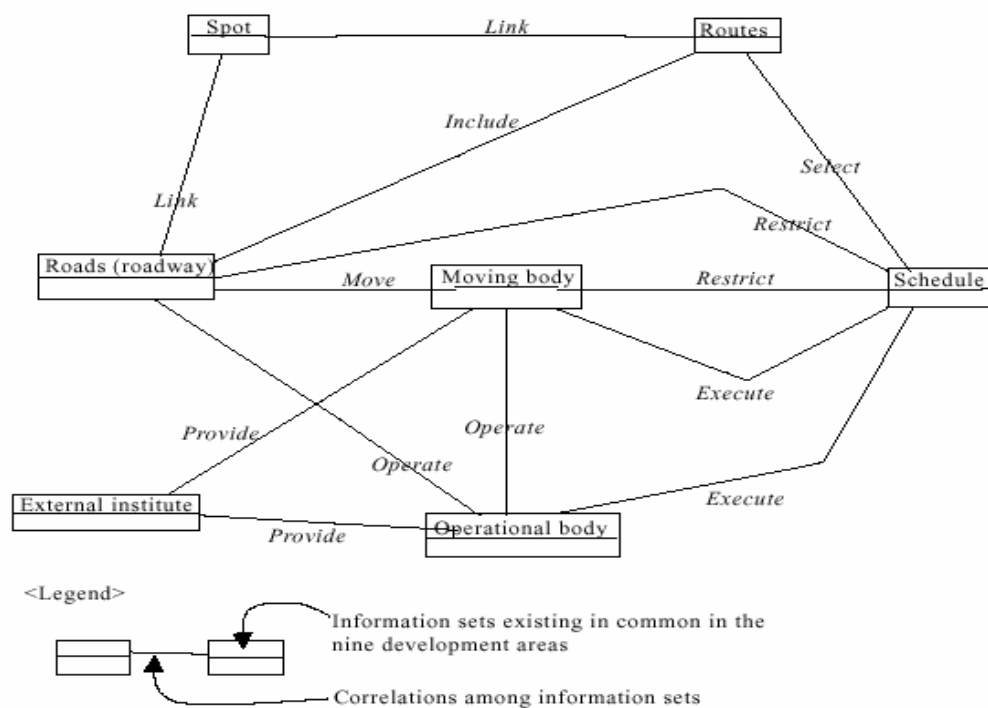 Spot
Link
Routes
Include
Select
Link
Restrict
Roads (roadway)
Move
Moving body
Restrict
Schedule
Execute
Provide
Operate
Operate
External institute
Provide
Operational body
Execute
<Legend>
Information sets existing in common in the
nine development areas
Correlations among information sets